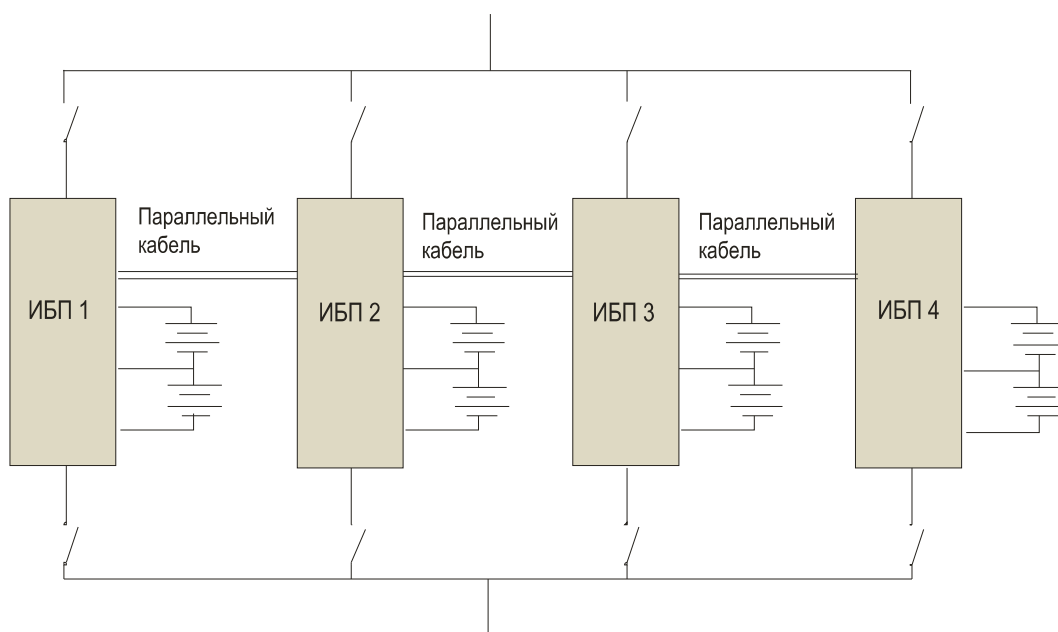 Параллельный
кабель
Параллельный
кабель
Параллельный
кабель
ИБП 1
ИБП 2
ИБП 3
ИБП 4